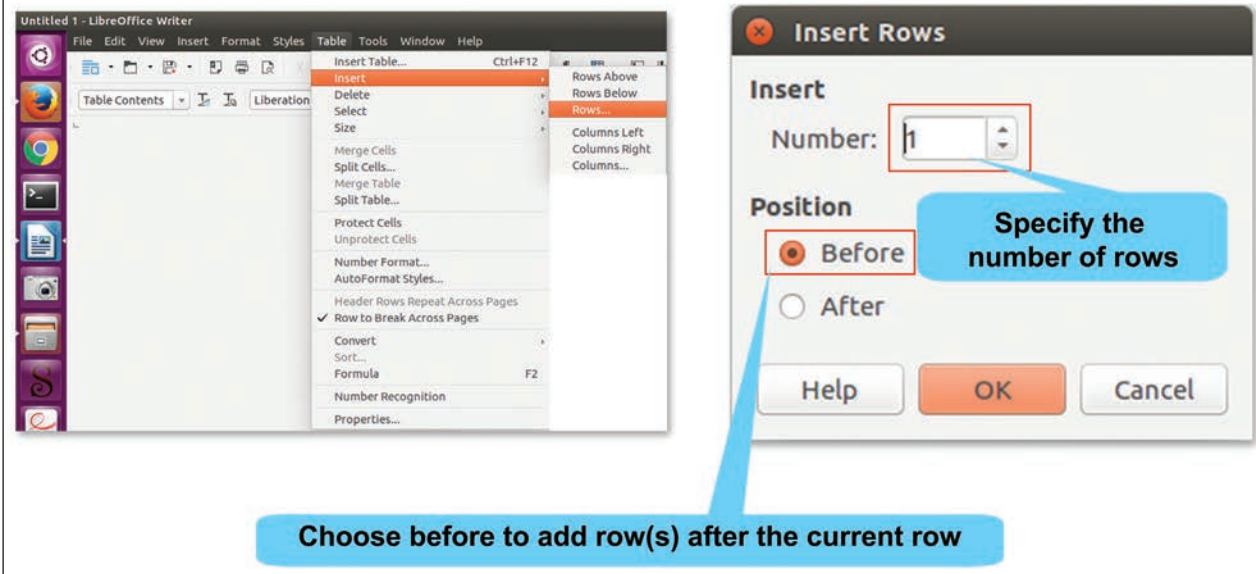 Untitled 1 - LibreOffice Writer
File Edit View Insert Format Styles Table Tools Window Help
Table Contents
Liberation
Insert Table... Ctrl+F12
Insert
Delete
Select
Size
Merge Cells
Split Cells...
Merge Table
Split Table...
Protect Cells
Unprotect Cells
Number Format...
AutoFormat Styles...
Header Rows Repeat Across Pages
Row to Break Across Pages
Convert
Sort...
Formula F2
Number Recognition
Properties...
Rows Above
Rows Below
Rows...
Columns Left
Columns Right
Columns...
Insert Rows
Insert
Number: 1
Position
Before
After
Specify the
number of rows
Help OK Cancel
Choose before to add row(s) after the current row